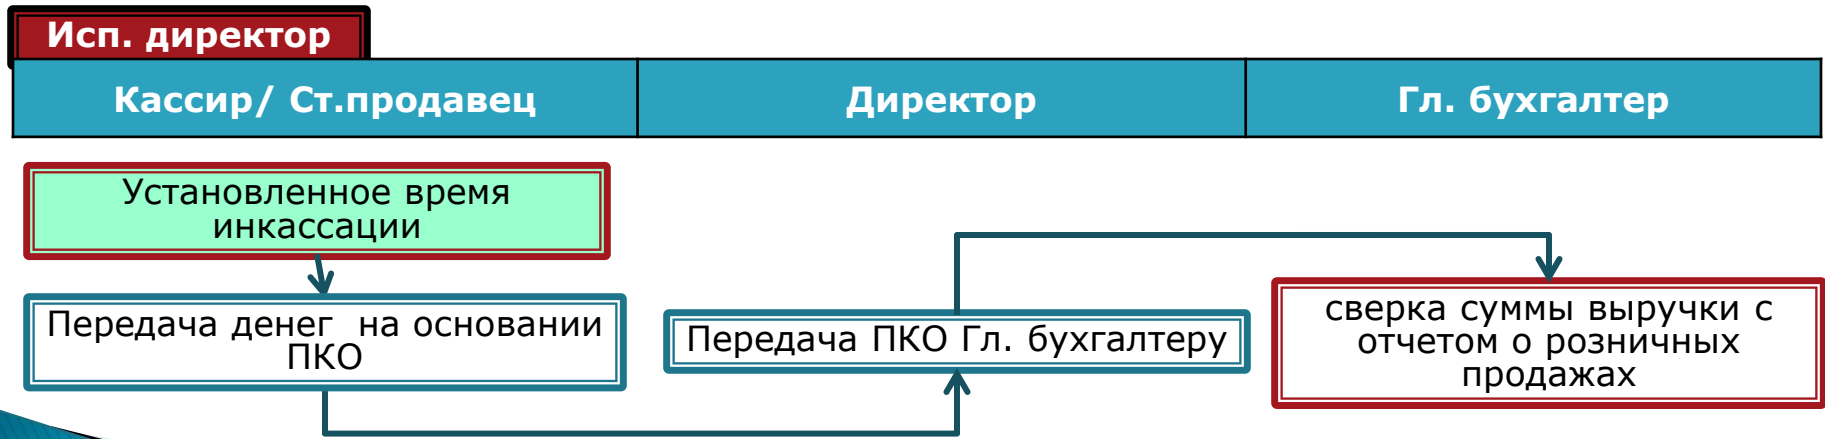 Исп. директор
Кассир/ Ст.продавец
Директор
Гл. бухгалтер
Установленное время
инкассации
Передача денег на основании
ПКО
Передача ПКО Гл. бухгалтеру
сверка суммы выручки с
отчетом о розничных
продажах